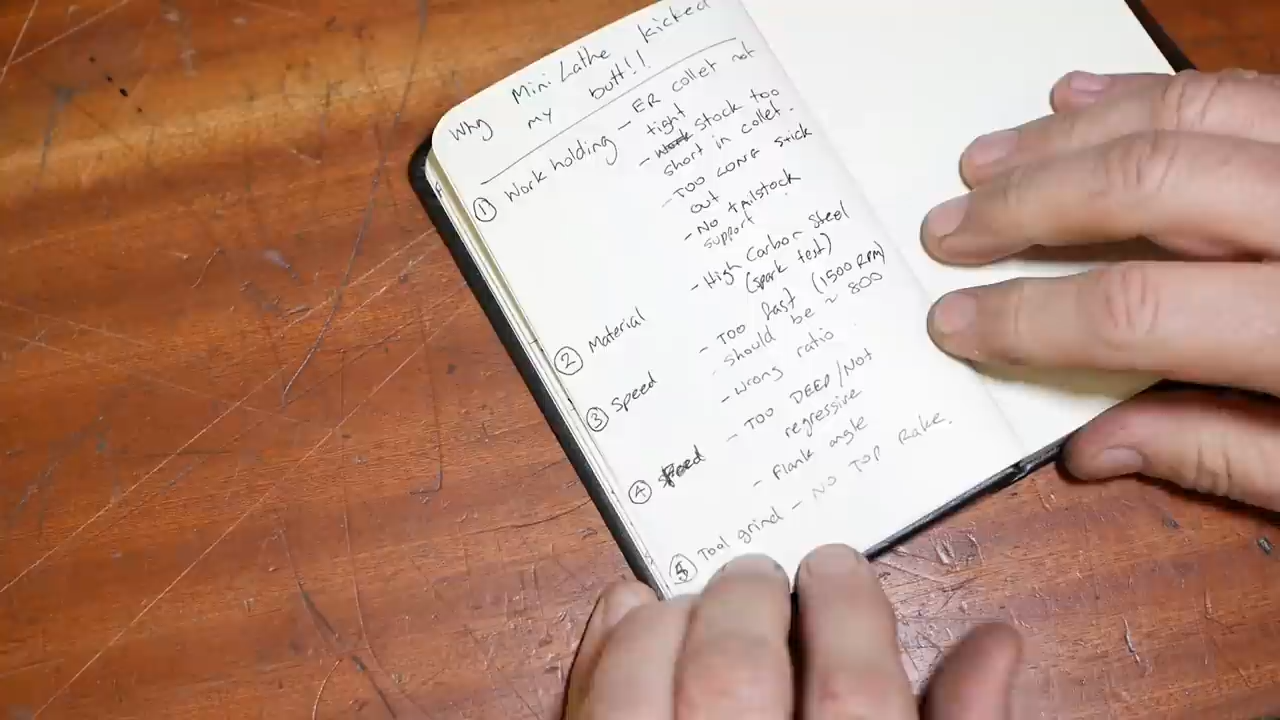 Why Mini Lathe kicked
my butt!!
① Work holding – ER collet not
tight
- Work stock too
short in collet.
- TOO LONG stick
out
- No tAilstock
support
② Material - High Carbon Steel
(spark test)
③ Speed - TOO fast (1500 RPM)
- should be ~ 800
④ Feed - wrong ratio
- TOO DEEP/Not
regressive
- Flank angle
⑤ Tool grind – NO TOP Rake.